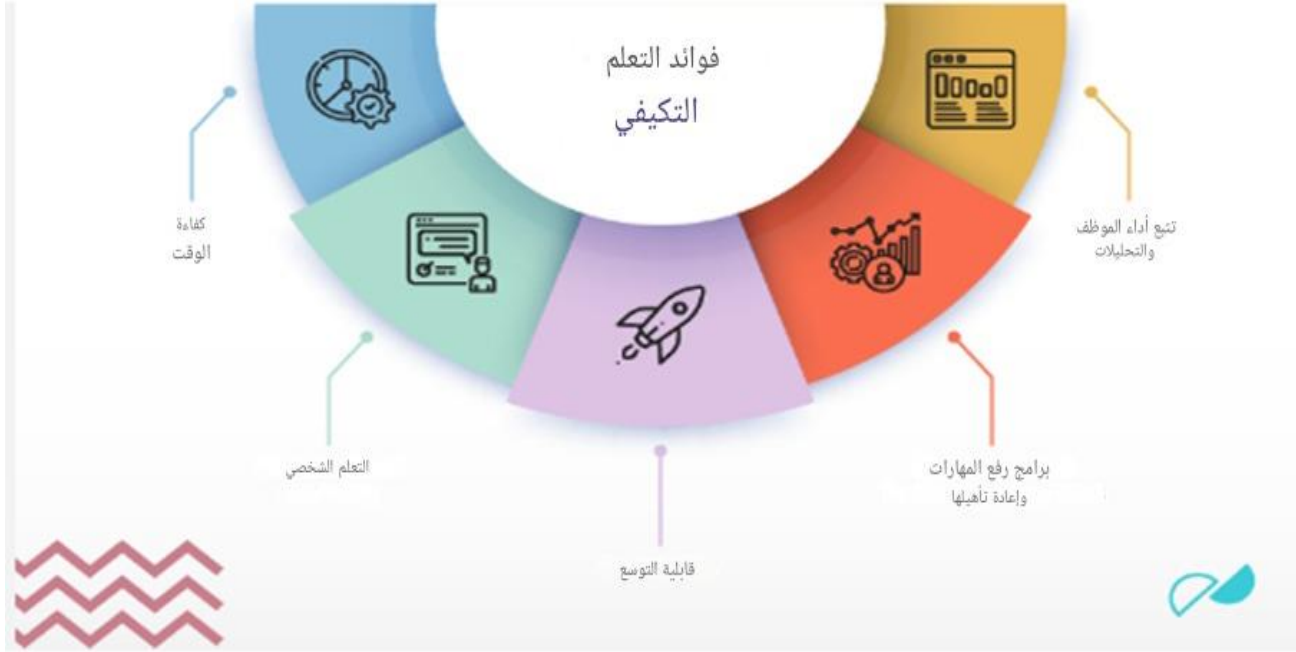 فوائد التعلم
التكيفي
تتبع أداء الموظف
والتحليلات
برامج رفع المهارات
وإعادة تأهيلها
قابلية التوسع
التعلم الشخصي
كفاءة
الوقت